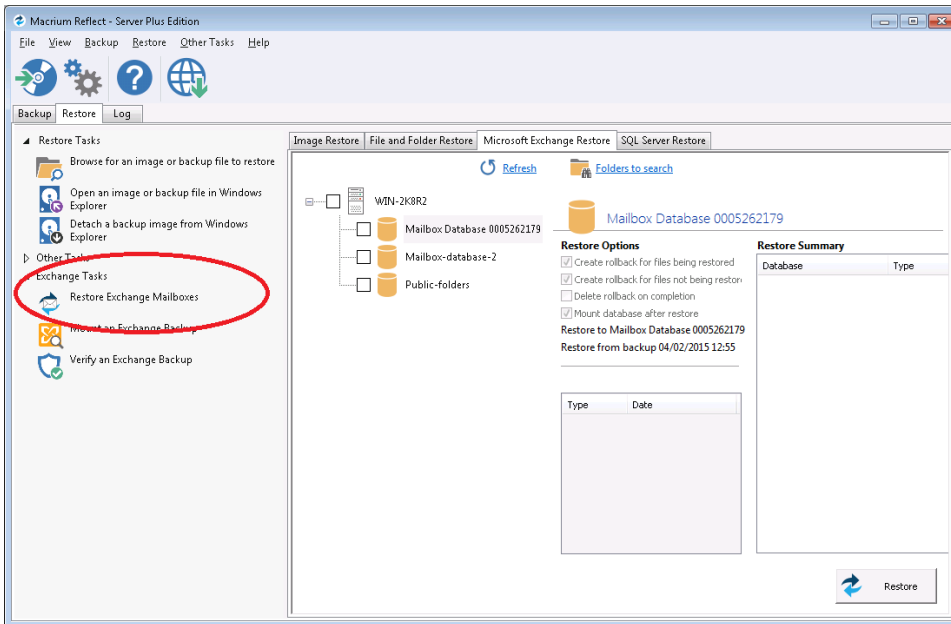 Macrium Reflect - Server Plus Edition
File View Backup Restore Other Tasks Help
Backup Restore Log
Restore Tasks
Browse for an image or backup file to restore
Open an image or backup file in Windows
Explorer
Detach a backup image from Windows
Explorer
Other Tasks
Exchange Tasks
Restore Exchange Mailboxes
Mount an Exchange Backup
Verify an Exchange Backup
Image Restore File and Folder Restore Microsoft Exchange Restore SQL Server Restore
Refresh Folders to search
WIN-2K8R2
Mailbox Database 0005262179
Mailbox-database-2
Public-folders
Mailbox Database 0005262179
Restore Options
Create rollback for files being restored
Create rollback for files not being restor
Delete rollback on completion
Mount database after restore
Restore to Mailbox Database 0005262179
Restore from backup 04/02/2015 12:55
Type Date
Restore Summary
Database Type
Restore